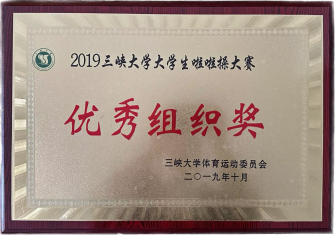 2019三峡大学大学生啦啦操大赛
优秀组织奖
三峡大学体育运动委员会
二〇一九年十月